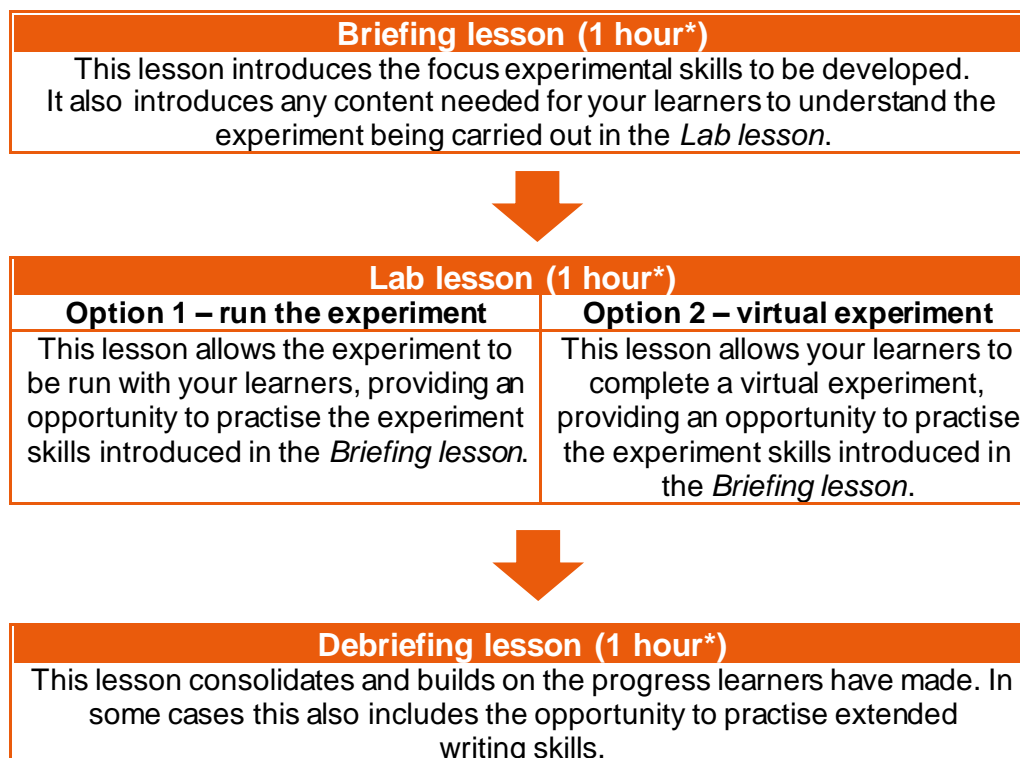 Briefing lesson (1 hour*)
This lesson introduces the focus experimental skills to be developed.
It also introduces any content needed for your learners to understand the
experiment being carried out in the Lab lesson.
Lab lesson (1 hour*)
Option 1 – run the experiment
This lesson allows the experiment to
be run with your learners, providing an
opportunity to practise the experiment
skills introduced in the Briefing lesson.
Option 2 – virtual experiment
This lesson allows your learners to
complete a virtual experiment,
providing an opportunity to practise
the experiment skills introduced in
the Briefing lesson.
Debriefing lesson (1 hour*)
This lesson consolidates and builds on the progress learners have made. In
some cases this also includes the opportunity to practise extended
writing skills.